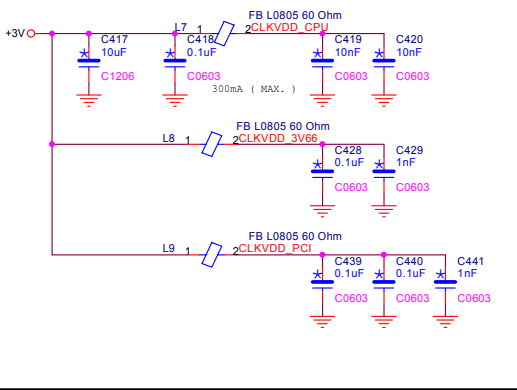 FB L0805 60 Ohm
+3V
L7 1 2 CLKVDD_CPU
C417 C418 C419 C420
10uF 0.1uF 10nF 10nF
C1206 C0603 C0603 C0603
300mA ( MAX. )
FB L0805 60 Ohm
L8 1 2 CLKVDD_3V66
C428 C429
0.1uF 1nF
C0603 C0603
FB L0805 60 Ohm
L9 1 2 CLKVDD_PCI
C439 C440 C441
0.1uF 0.1uF 1nF
C0603 C0603 C0603